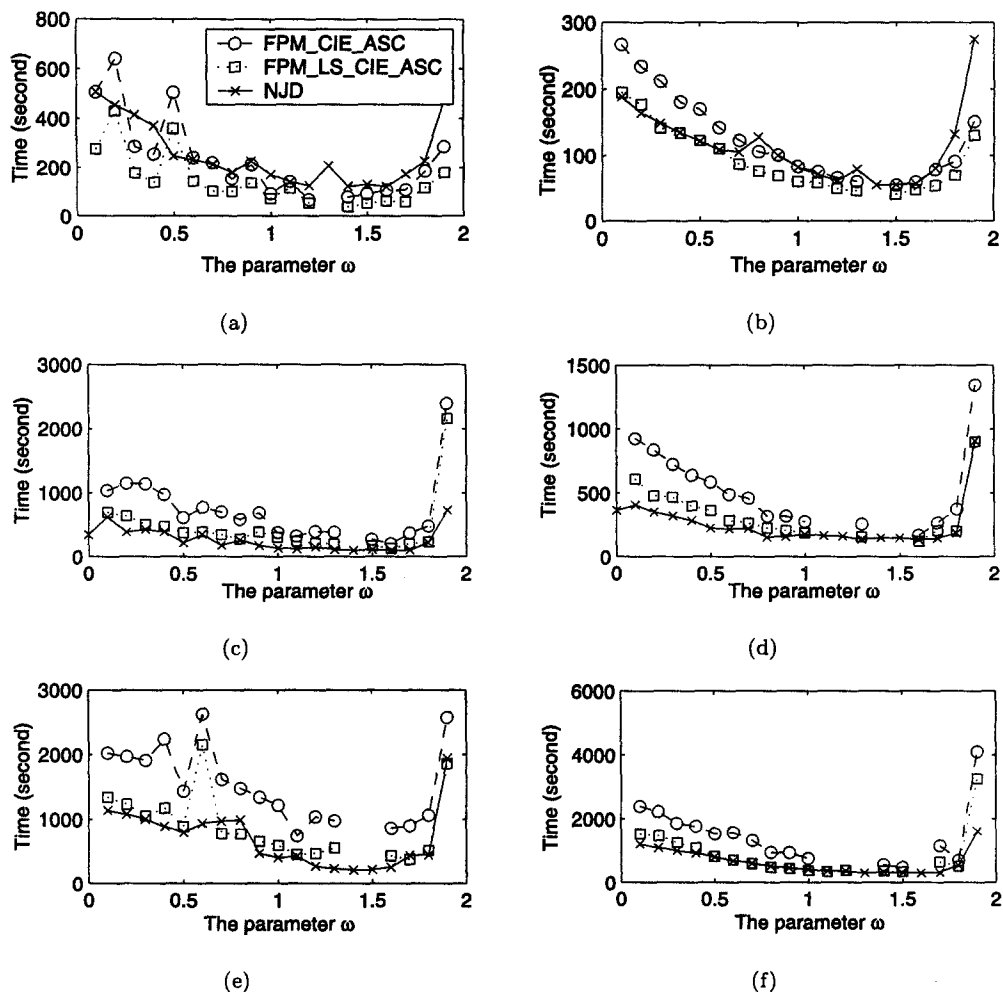 800
600
400
200
0
Time (second)
FPM_CIE_ASC
FPM_LS_CIE_ASC
NJD
0 0.5 1 1.5 2
The parameter ω
(a)
300
200
100
0
Time (second)
0 0.5 1 1.5 2
The parameter ω
(b)
3000
2000
1000
0
Time (second)
0 0.5 1 1.5 2
The parameter ω
(c)
1500
1000
500
0
Time (second)
0 0.5 1 1.5 2
The parameter ω
(d)
3000
2000
1000
0
Time (second)
0 0.5 1 1.5 2
The parameter ω
(e)
6000
4000
2000
0
Time (second)
0 0.5 1 1.5 2
The parameter ω
(f)